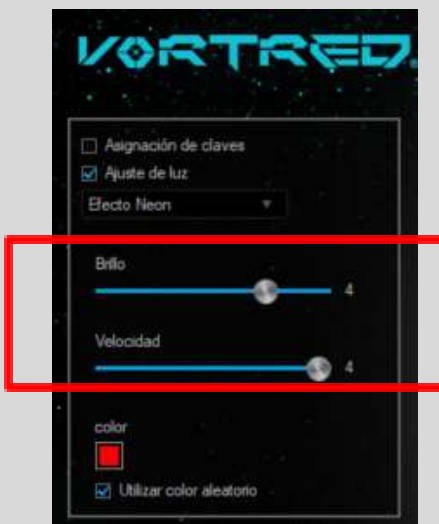 VORTRED
Asignación de claves
Ajuste de luz
Efecto Neon
Brillo
4
Velocidad
4
color
Utilizar color aleatorio